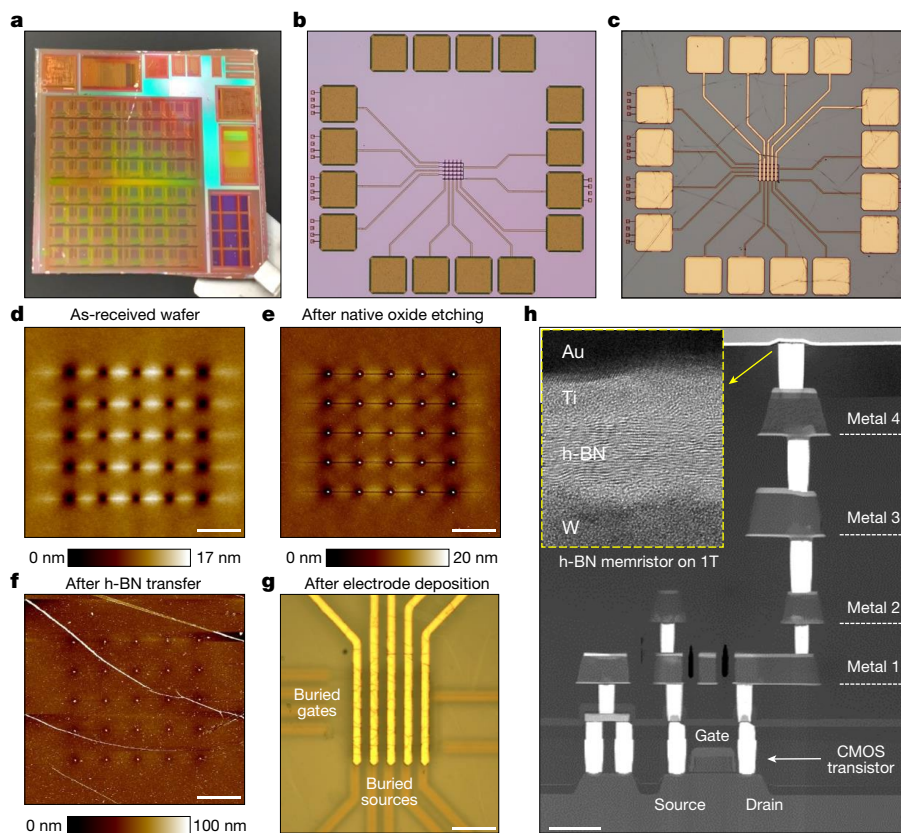 a
b
c
d
As-received wafer
0 nm
17 nm
e
After native oxide etching
0 nm
20 nm
f
After h-BN transfer
0 nm
100 nm
g
After electrode deposition
Buried
gates
Buried
sources
h
Au
Ti
h-BN
W
h-BN memristor on 1T
Metal 4
Metal 3
Metal 2
Metal 1
Gate
CMOS
transistor
Source
Drain